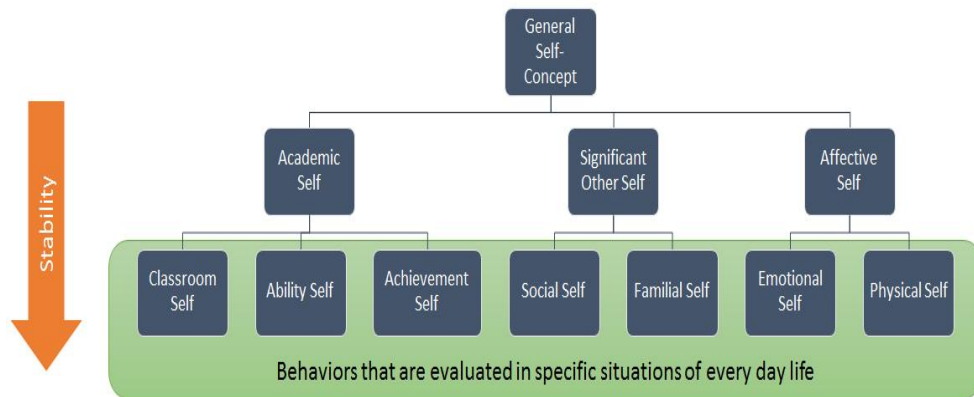 General
Self-
Concept
Academic
Self
Significant
Other Self
Affective
Self
Stability
Classroom
Self
Ability Self
Achievement
Self
Social Self
Familial Self
Emotional
Self
Physical Self
Behaviors that are evaluated in specific situations of every day life